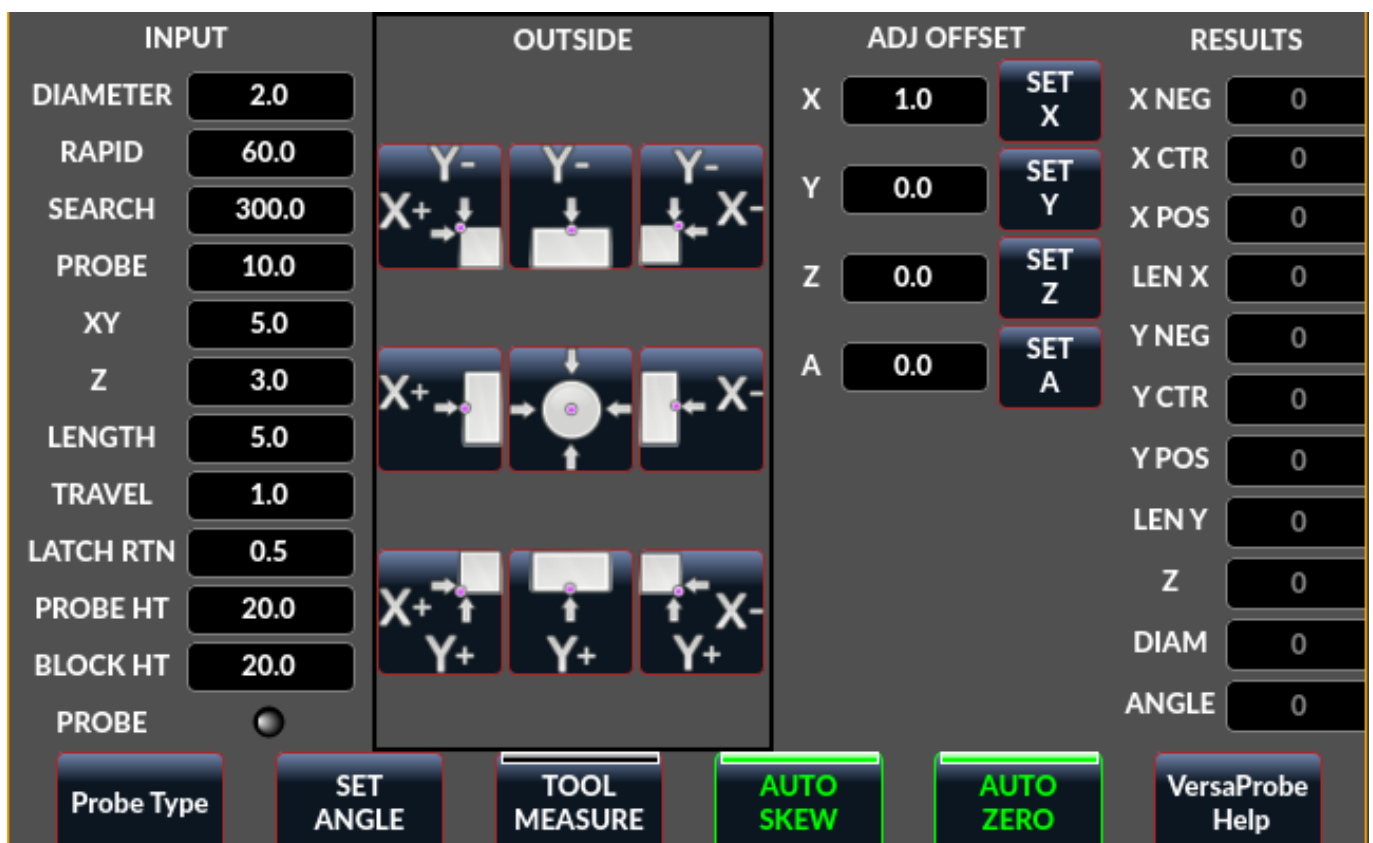 INPUT
DIAMETER 2.0
RAPID 60.0
SEARCH 300.0
PROBE 10.0
XY 5.0
Z 3.0
LENGTH 5.0
TRAVEL 1.0
LATCH RTN 0.5
PROBE HT 20.0
BLOCK HT 20.0
PROBE
OUTSIDE
Y- Y- Y-
X+ X-
X+ X-
X+ X-
Y+ Y+ Y+
ADJ OFFSET
X 1.0 SET
X
Y 0.0 SET
Y
Z 0.0 SET
Z
A 0.0 SET
A
RESULTS
X NEG 0
X CTR 0
X POS 0
LEN X 0
Y NEG 0
Y CTR 0
Y POS 0
LEN Y 0
Z 0
DIAM 0
ANGLE 0
Probe Type
SET
ANGLE
TOOL
MEASURE
AUTO
SKEW
AUTO
ZERO
VersaProbe
Help